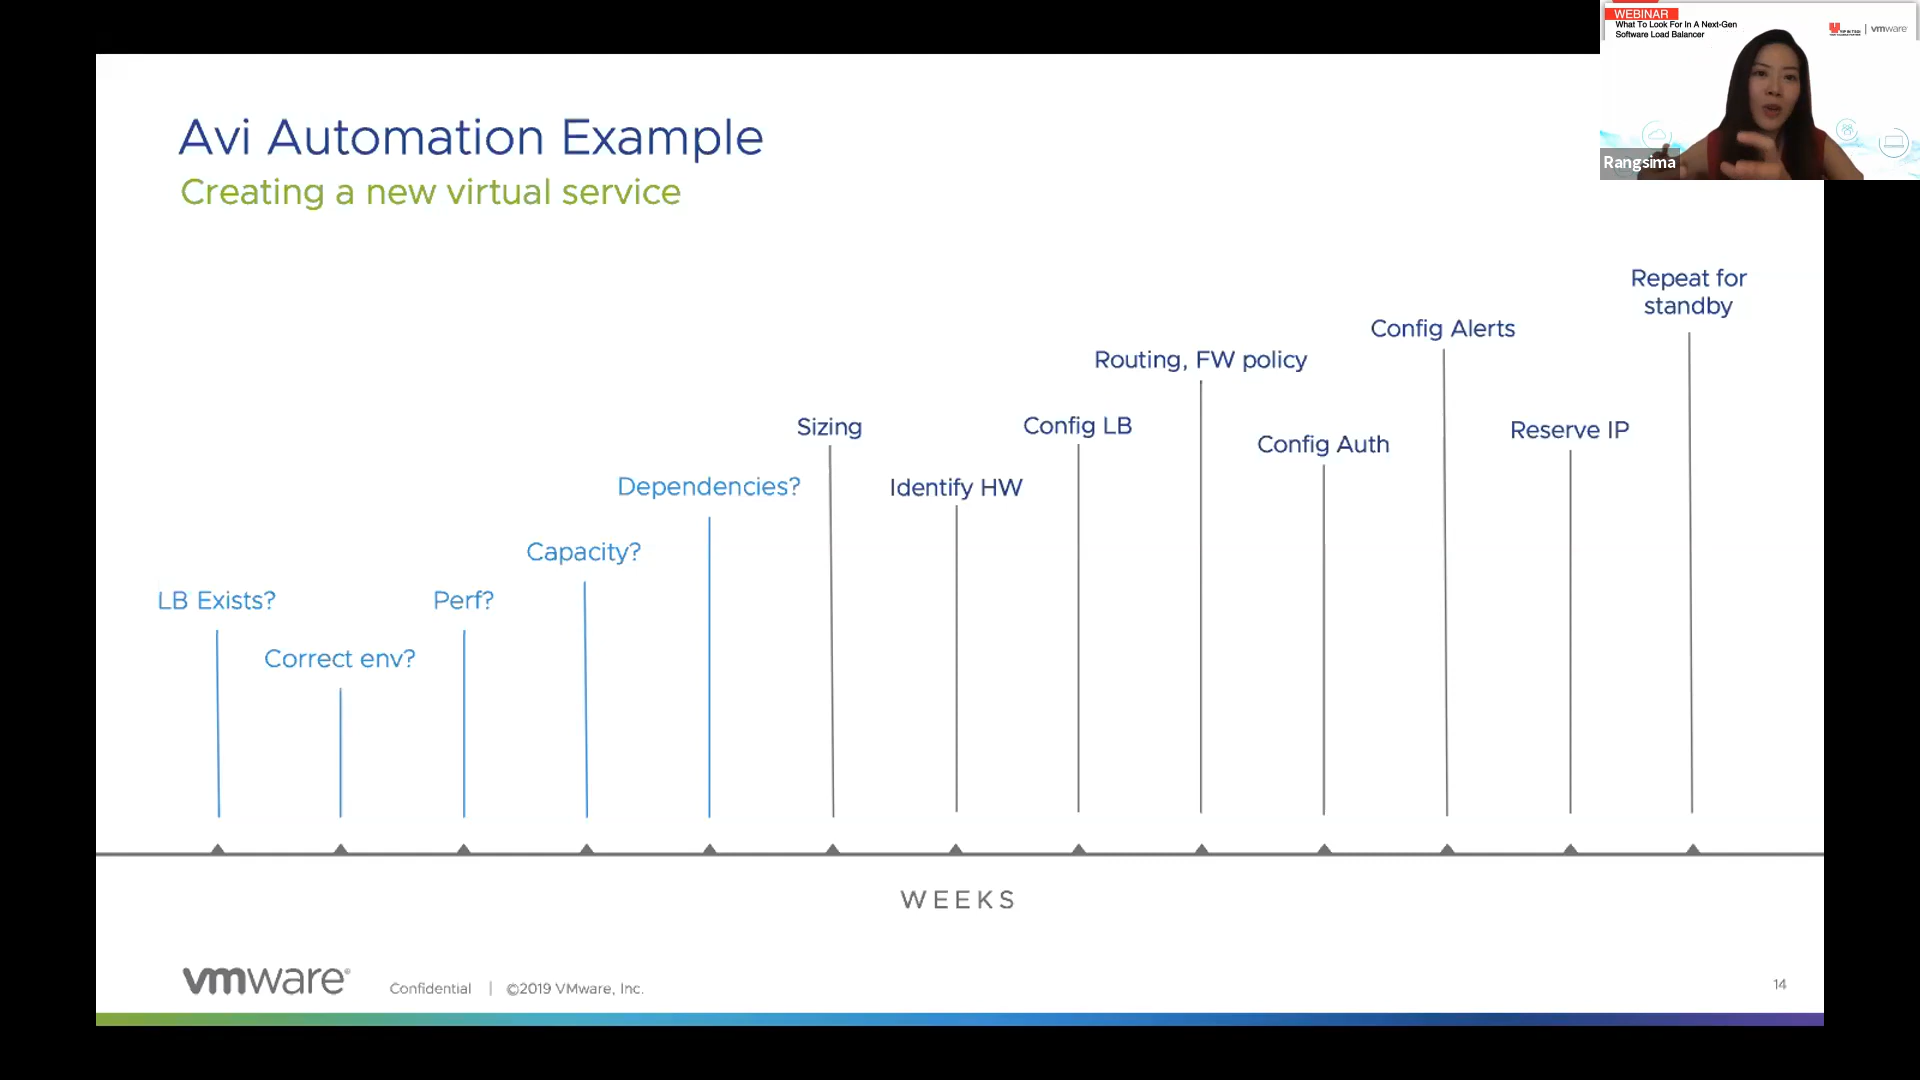 WEBINAR
What To Look For In A Next-Gen
Software Load Balancer
vmware
Rangsima
Avi Automation Example
Creating a new virtual service
Repeat for
standby
Config Alerts
Routing, FW policy
Sizing
Config LB
Reserve IP
Config Auth
Dependencies?
Identify HW
Capacity?
LB Exists?
Perf?
Correct env?
WEEKS
vmware®
Confidential | ©2019 VMware, Inc.
14